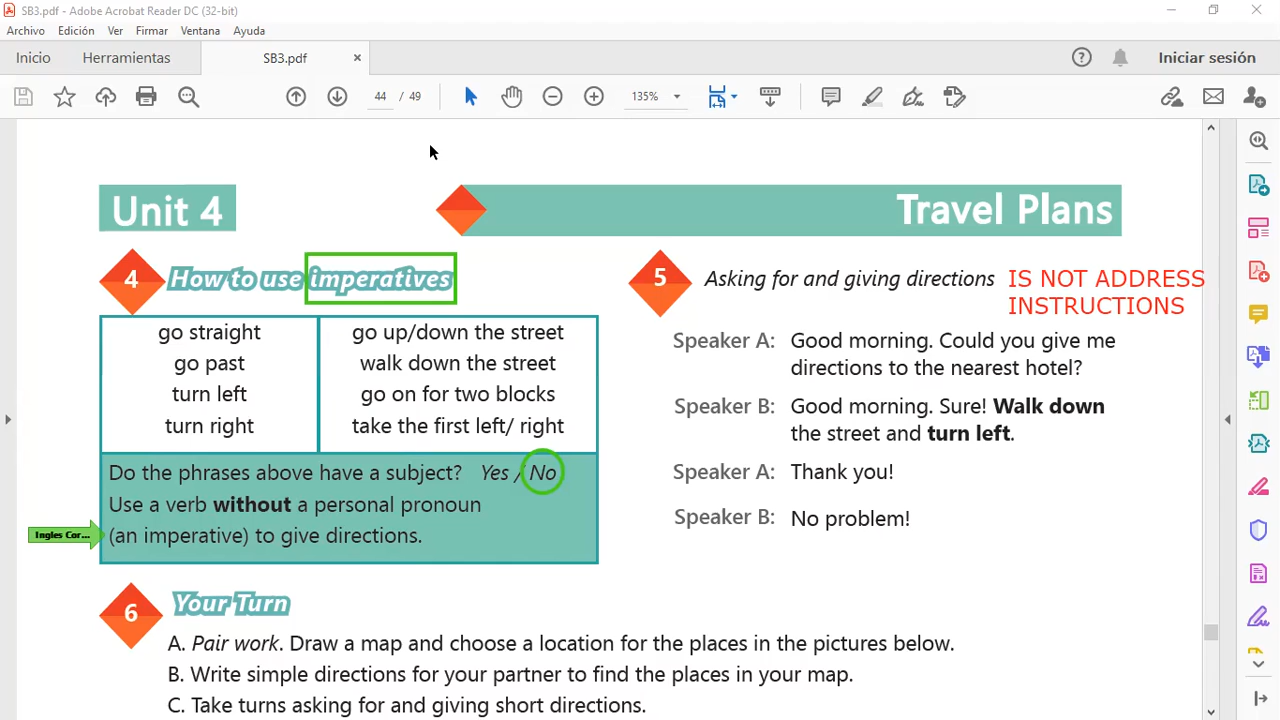 SB3.pdf - Adobe Acrobat Reader DC (32-bit)
Archivo Edición Ver Firmar Ventana Ayuda
Inicio Herramientas SB3.pdf × Iniciar sesión
44 / 49 135%
Unit 4 Travel Plans
4 How to use imperatives
go straight
go past
turn left
turn right
go up/down the street
walk down the street
go on for two blocks
take the first left/ right
Do the phrases above have a subject? Yes / No
Use a verb without a personal pronoun
(an imperative) to give directions.
Ingles Cor...
5 Asking for and giving directions
IS NOT ADDRESS
INSTRUCTIONS
Speaker A: Good morning. Could you give me
directions to the nearest hotel?
Speaker B: Good morning. Sure! Walk down
the street and turn left.
Speaker A: Thank you!
Speaker B: No problem!
6 Your Turn
A. Pair work. Draw a map and choose a location for the places in the pictures below.
B. Write simple directions for your partner to find the places in your map.
C. Take turns asking for and giving short directions.